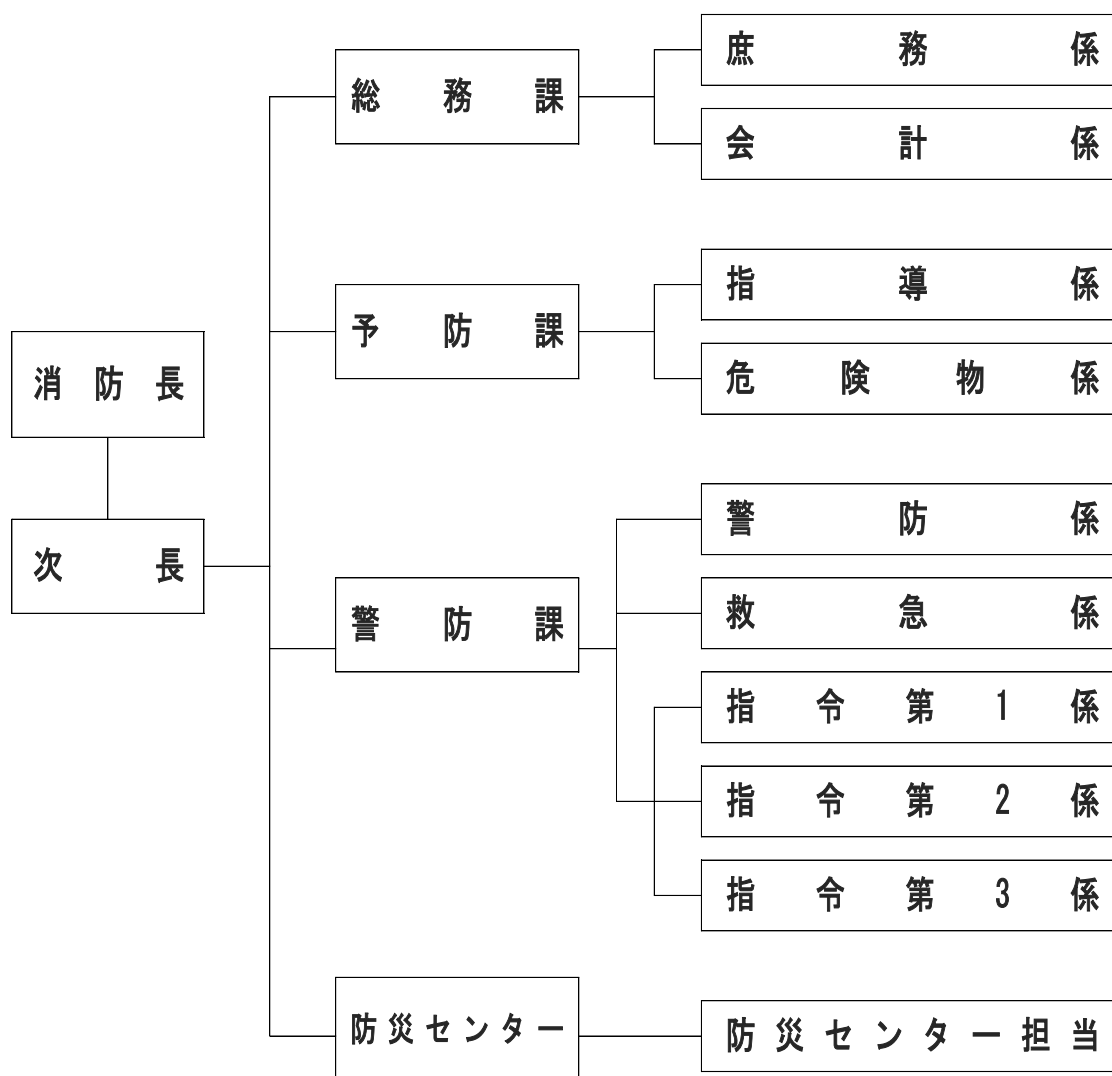 消防長
次長
総務課
庶務係
会計係
予防課
指導係
危険物係
警防課
警防係
救急係
指令第1係
指令第2係
指令第3係
防災センター
防災センター担当